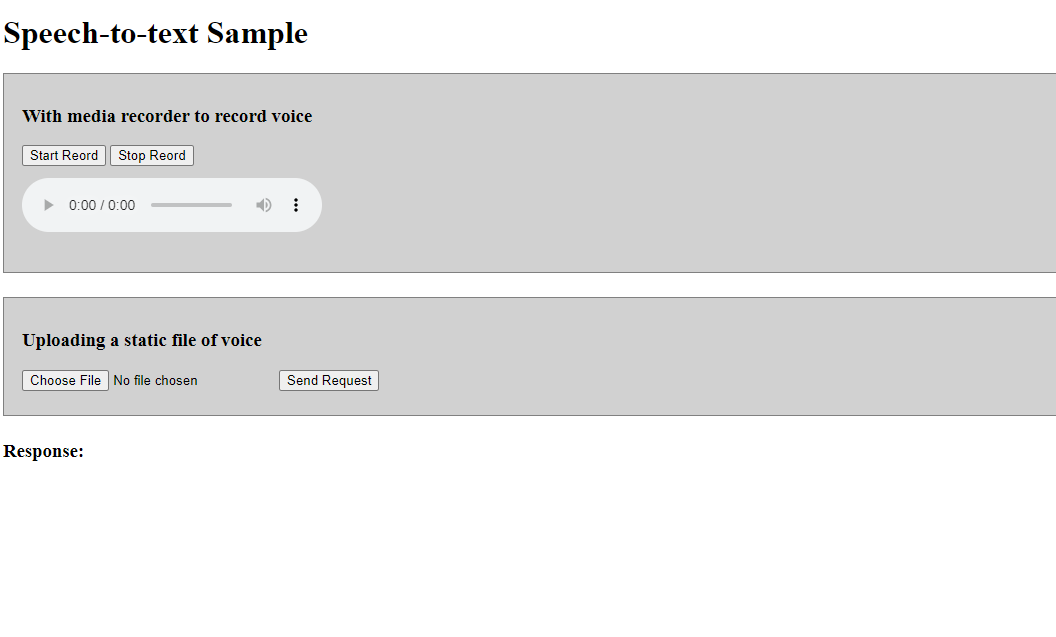 Speech-to-text Sample
With media recorder to record voice
Start Reord Stop Reord
0:00 / 0:00
Uploading a static file of voice
Choose File No file chosen Send Request
Response: